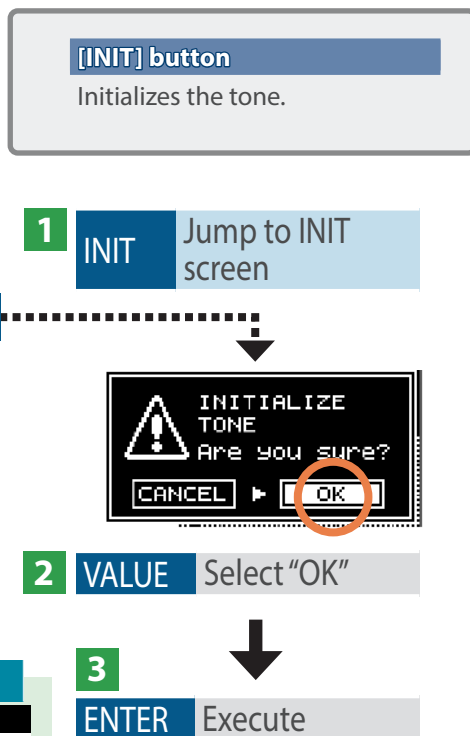 [INIT] button
Initializes the tone.
1
INIT
Jump to INIT
screen
INITIALIZE
TONE
Are you sure?
CANCEL
OK
2
VALUE
Select “OK”
3
ENTER
Execute